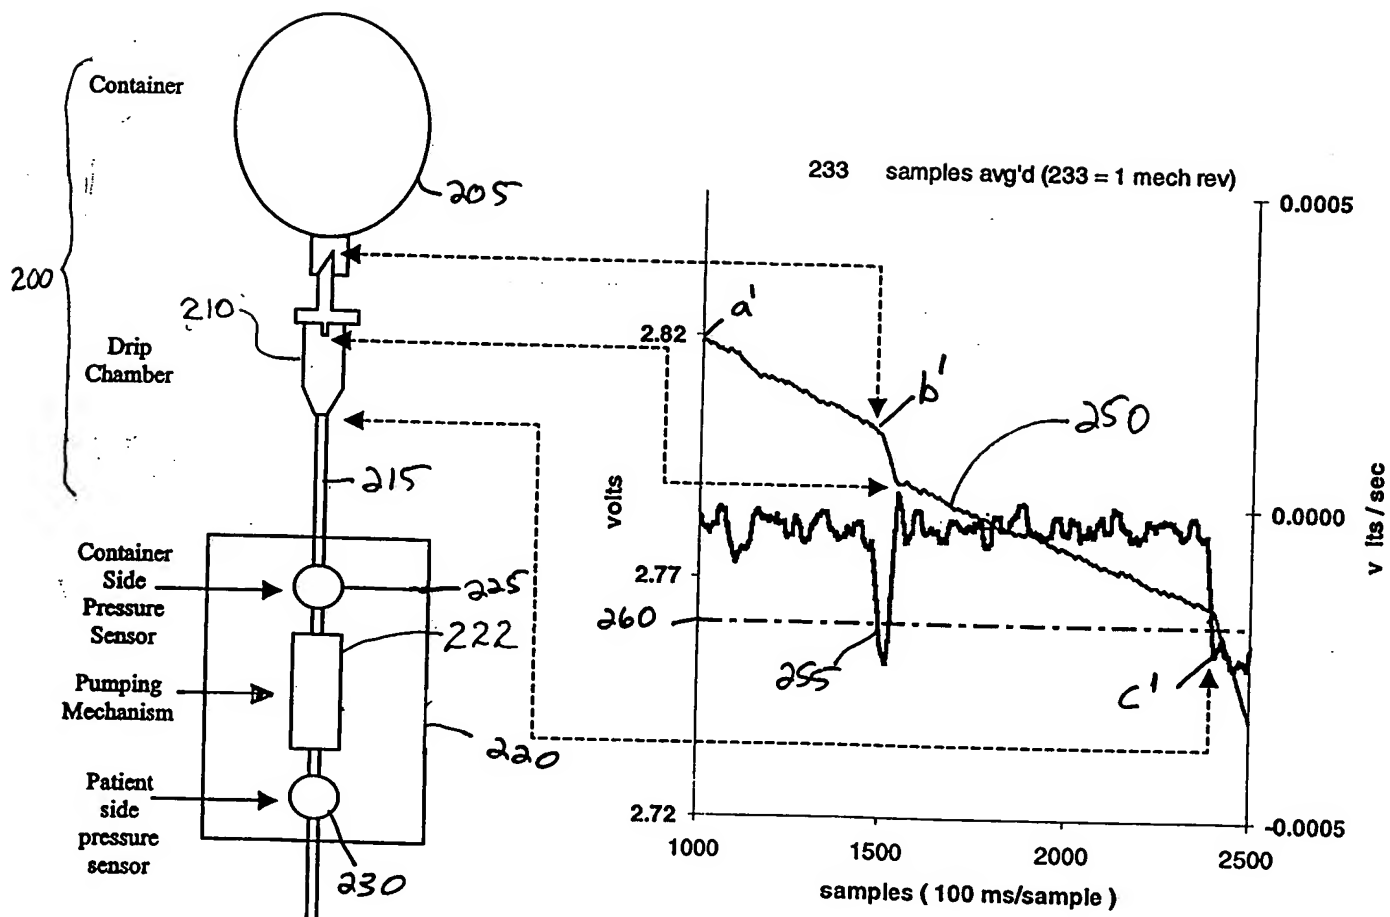 Container
205
200
210
Drip
Chamber
215
Container
Side
Pressure
Sensor
225
222
Pumping
Mechanism
220
Patient
side
pressure
sensor
230
233 samples avg'd (233 = 1 mech rev)
0.0005
a'
2.82
b'
250
volts
0.0000
v lts / sec
2.77
260
255
c'
2.72
-0.0005
1000
1500
2000
2500
samples ( 100 ms/sample )